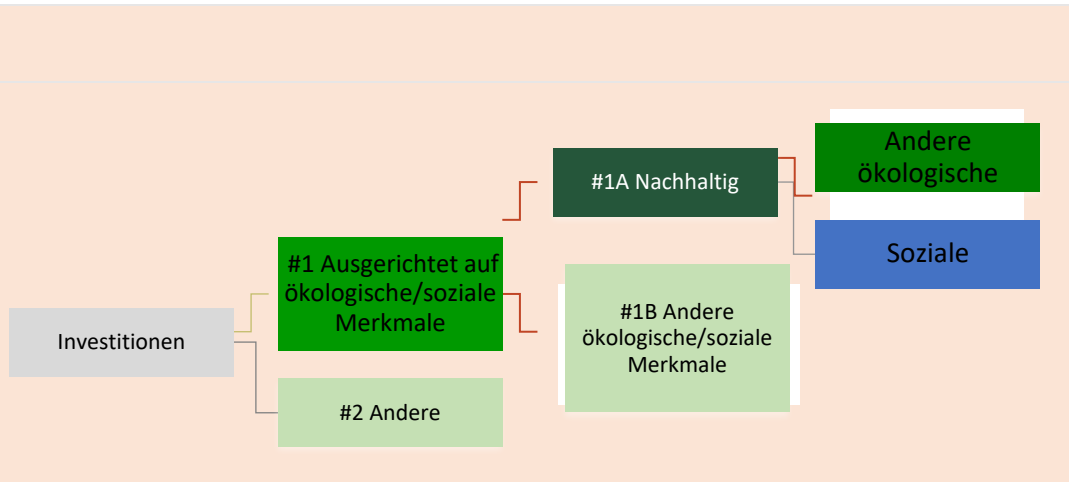 Investitionen
#1 Ausgerichtet auf
ökologische/soziale
Merkmale
#2 Andere
#1A Nachhaltig
#1B Andere
ökologische/soziale
Merkmale
Andere
ökologische
Soziale